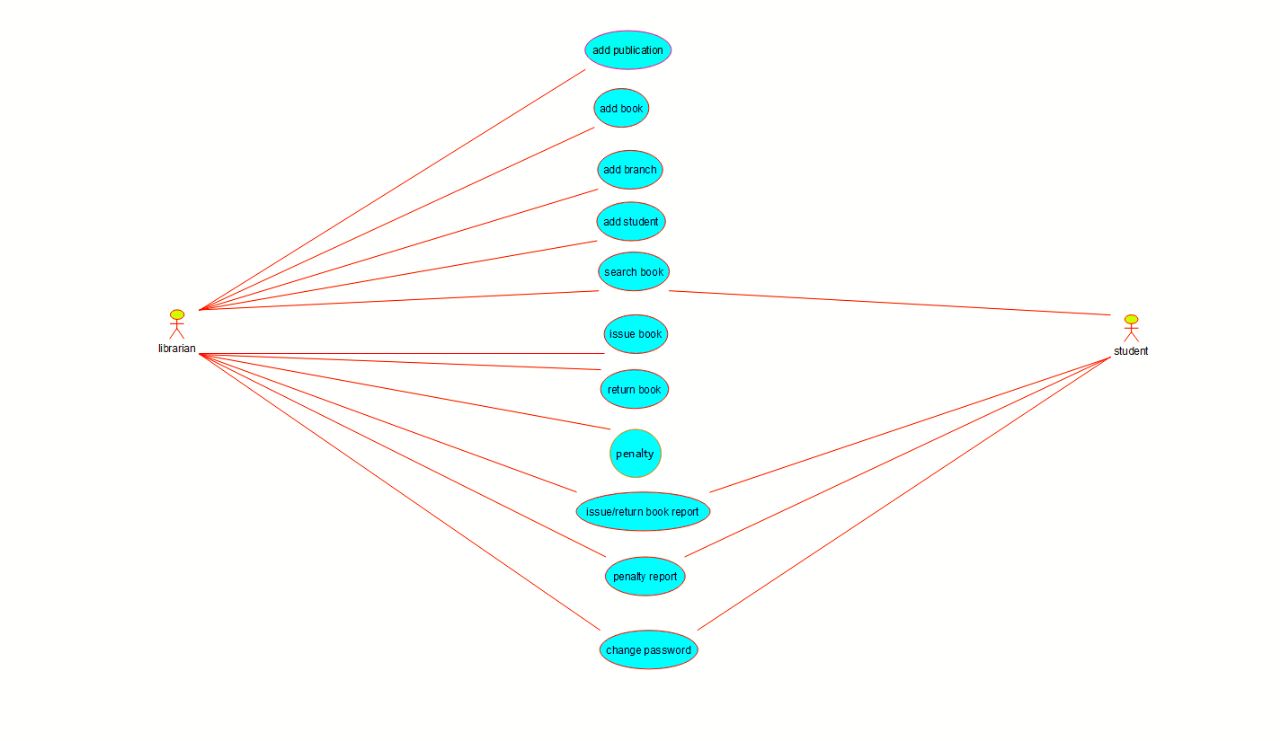 add publication
add book
add branch
add student
search book
issue book
librarian
student
return book
penalty
issue/return book report
penalty report
change password